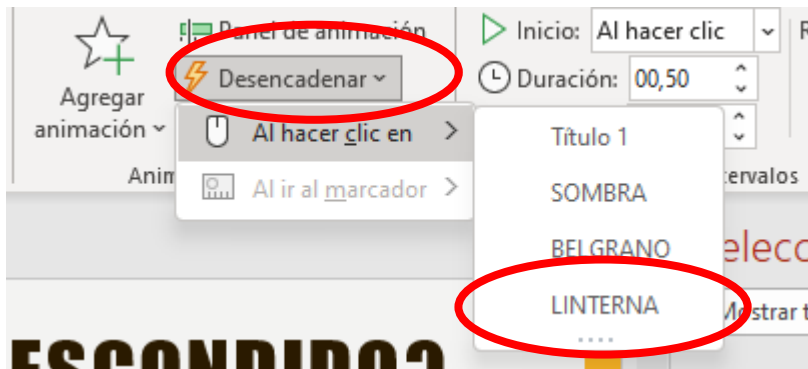 Panel de animación
Inicio: Al hacer clic
Desencadenar
Duración: 00,50
Agregar
animación
Al hacer clic en
Título 1
Al ir al marcador
SOMBRA
BELGRANO
LINTERNA
Mostrar t
ESCONDIDO?